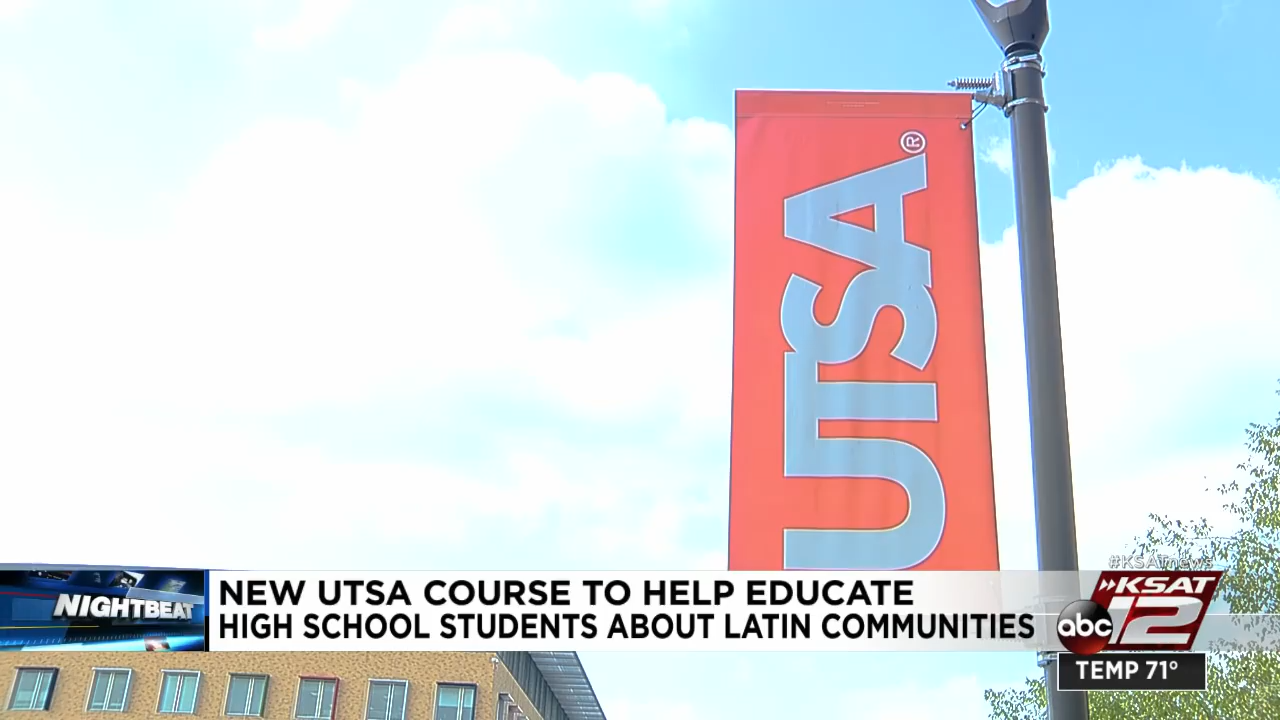 UTSA®
#KSATnews
NIGHTBEAT
NEW UTSA COURSE TO HELP EDUCATE
HIGH SCHOOL STUDENTS ABOUT LATIN COMMUNITIES
KSAT
abc 12
TEMP 71°